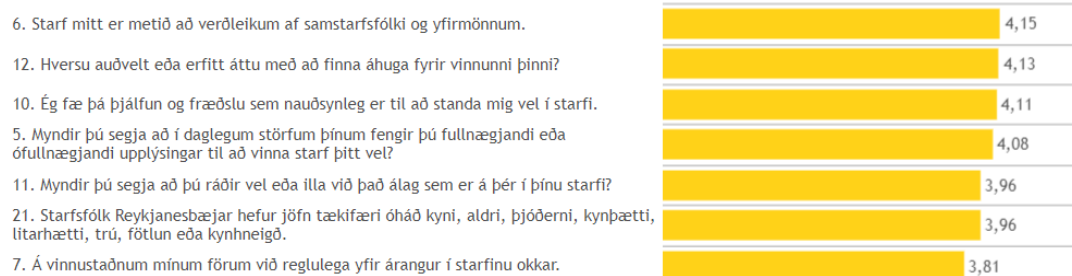 6. Starf mitt er metið að verðleikum af samstarfsfólki og yfirmönnum. 4,15
12. Hversu auðvelt eða erfitt áttu með að finna áhuga fyrir vinnunni þinni? 4,13
10. Ég fæ þá þjálfun og fræðslu sem nauðsynleg er til að standa mig vel í starfi. 4,11
5. Myndir þú segja að í daglegum störfum þínum fengir þú fullnægjandi eða
ófullnægjandi upplýsingar til að vinna starf þitt vel? 4,08
11. Myndir þú segja að þú ráðir vel eða illa við það álag sem er á þér í þínu starfi? 3,96
21. Starfsfólk Reykjanesbæjar hefur jöfn tækifæri óháð kyni, aldri, þjóðerni, kynþætti,
litarhætti, trú, fötlun eða kynhneigð. 3,96
7. Á vinnustaðnum mínum förum við reglulega yfir árangur í starfinu okkar. 3,81